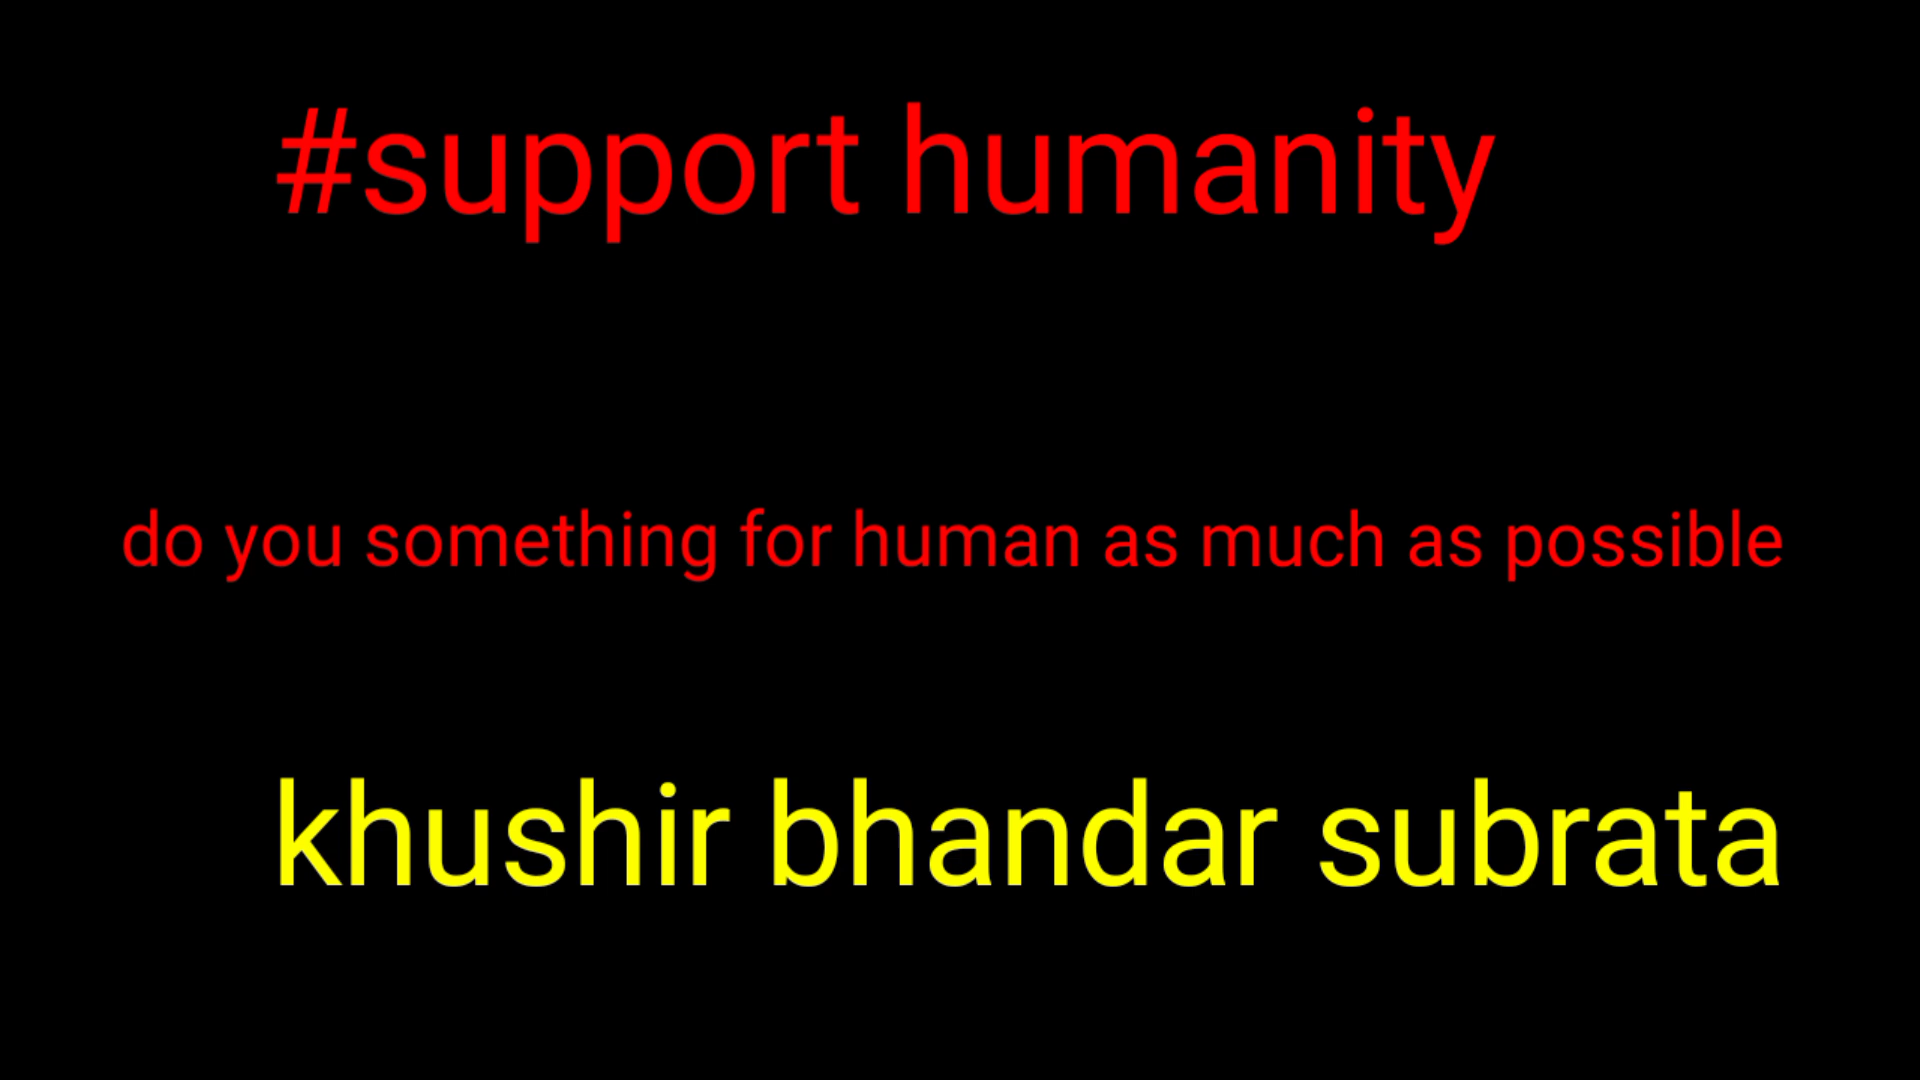 #support humanity
do you something for human as much as possible
khushir bhandar subrata